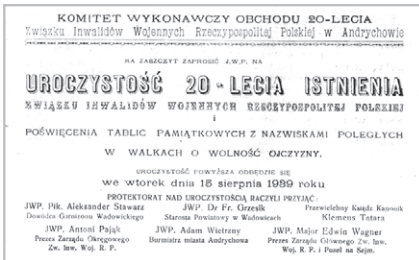 KOMITET WYKONAWCZY OBCHODU 20-LECIA
Związku Inwalidów Wojennych Rzeczypospolitej Polskiej w Andrychowie
MA ZASZCZYT ZAPROSIĆ J.W.P. NA
UROCZYSTOŚĆ 20-LECIA ISTNIENIA
ZWIĄZKU INWALIDÓW WOJENNYCH RZECZYPOSPOLITEJ POLSKIEJ
i
POŚWIĘCENIA TABLIC PAMIĄTKOWYCH Z NAZWISKAMI POLEGŁYCH
W WALKACH O WOLNOŚĆ OJCZYZNY.
UROCZYSTOŚĆ POWYŻSZA ODBĘDZIE SIĘ
we wtorek dnia 15 sierpnia 1939 roku
PROTEKTORAT NAD UROCZYSTOŚCIĄ RACZYLI PRZYJĄĆ:
JWP. Płk. Aleksander Stawarz JWP. Dr Fr. Grzesik Przewielebny Ksiądz Kanonik
Dowódca Garnizonu Wadowickiego Starosta Powiatowy w Wadowicach Klemens Tatara
JWP. Antoni Pająk JWP. Adam Wietrzny JWP. Major Edwin Wagner
Prezes Zarządu Okręgowego Burmistrz miasta Andrychowa Prezes Zarządu Głównego Zw. Inw.
Zw. Inw. Woj. R. P. Woj. R. P. i Poseł na Sejm.